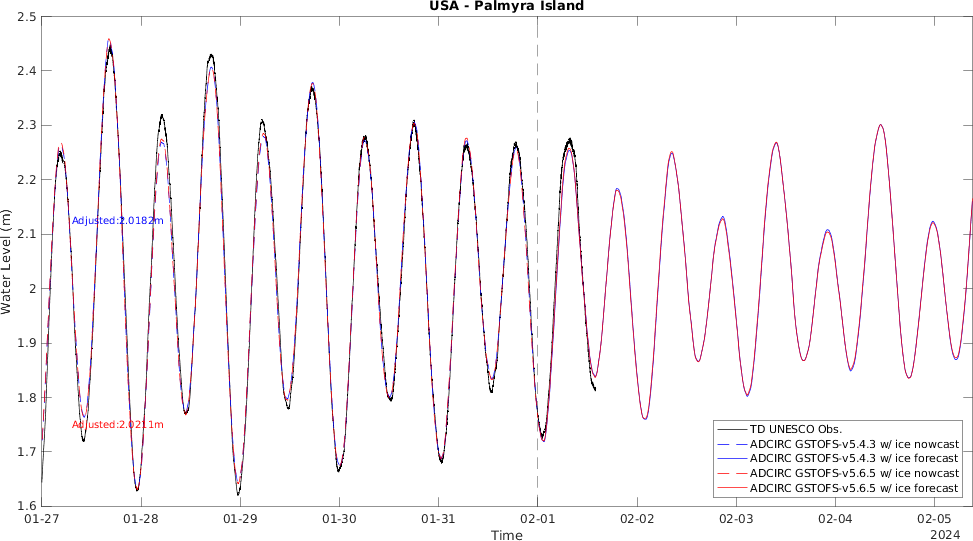 USA - Palmyra Island
2.5
2.4
2.3
2.2
2.1
2
1.9
1.8
1.7
1.6
Water Level (m)
Adjusted:2.0182m
Adjusted:2.0211m
TD UNESCO Obs.
ADCIRC GSTOFS-v5.4.3 w/ ice nowcast
ADCIRC GSTOFS-v5.4.3 w/ ice forecast
ADCIRC GSTOFS-v5.6.5 w/ ice nowcast
ADCIRC GSTOFS-v5.6.5 w/ ice forecast
01-27 01-28 01-29 01-30 01-31 02-01 02-02 02-03 02-04 02-05
Time
2024